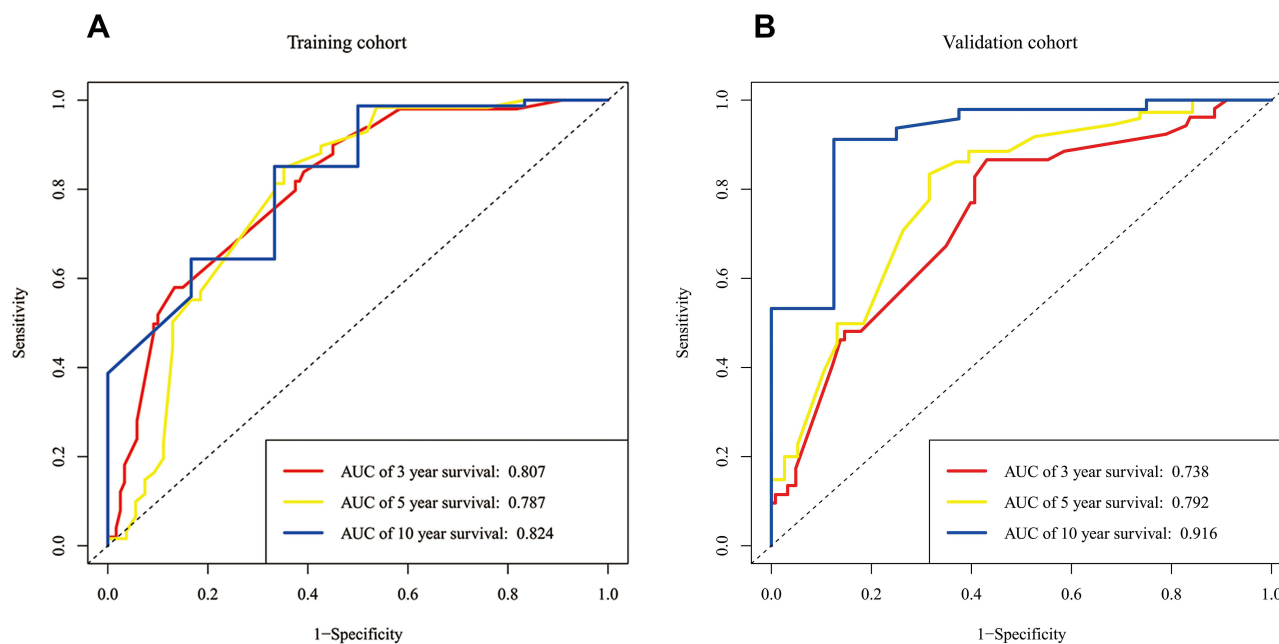 A
Training cohort
Sensitivity
1.0
0.8
0.6
0.4
0.2
0.0
AUC of 3 year survival: 0.807
AUC of 5 year survival: 0.787
AUC of 10 year survival: 0.824
0.0 0.2 0.4 0.6 0.8 1.0
1−Specificity
B
Validation cohort
Sensitivity
1.0
0.8
0.6
0.4
0.2
0.0
AUC of 3 year survival: 0.738
AUC of 5 year survival: 0.792
AUC of 10 year survival: 0.916
0.0 0.2 0.4 0.6 0.8 1.0
1−Specificity